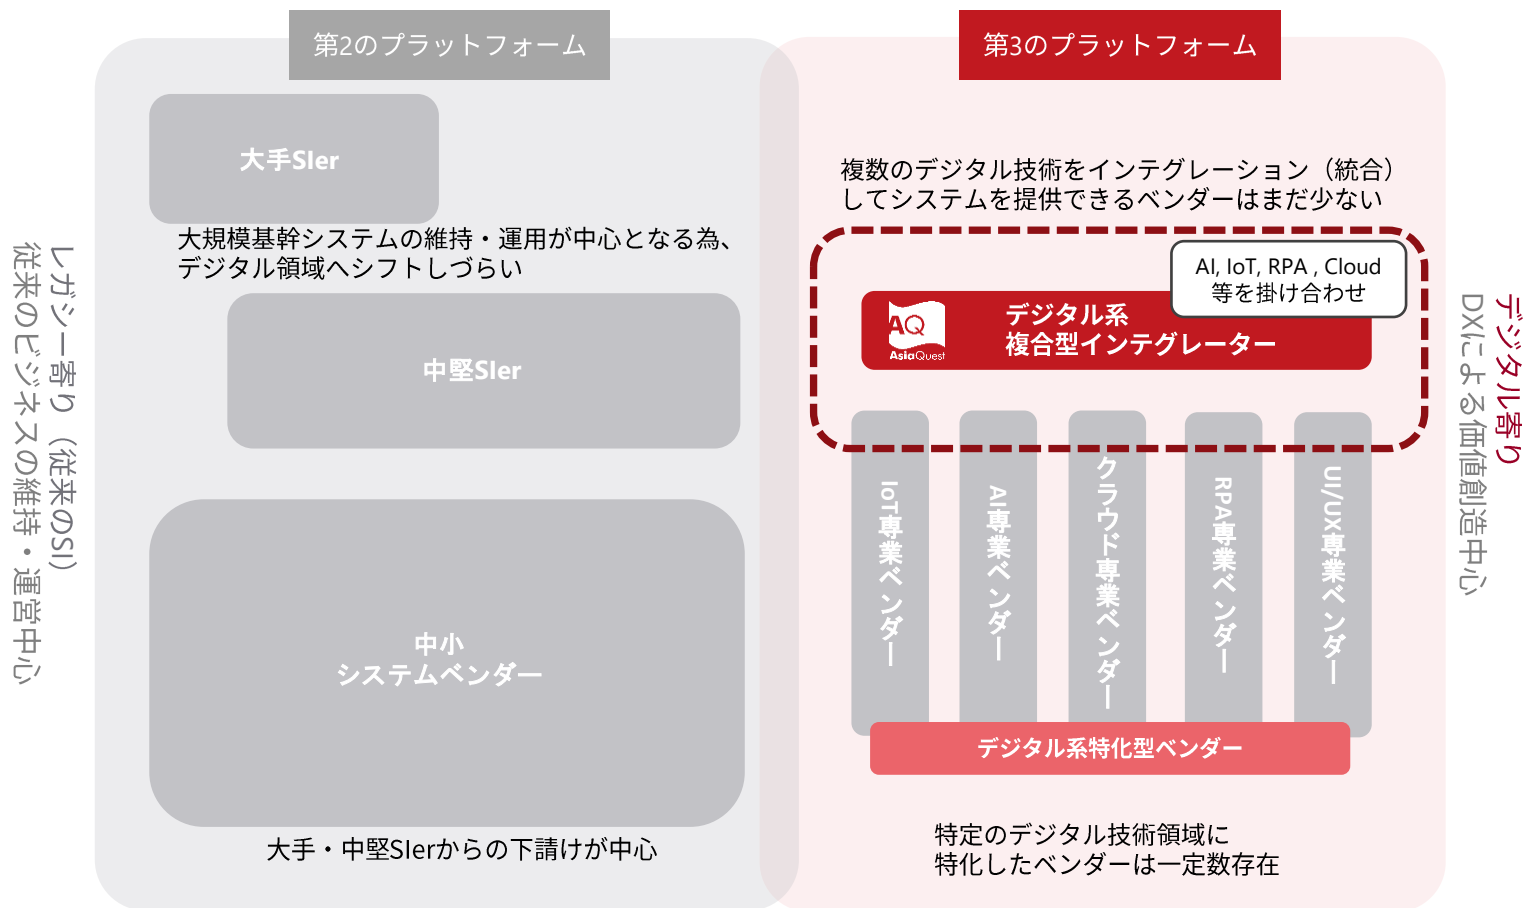 第2のプラットフォーム
大手SIer
大規模基幹システムの維持・運用が中心となる為、
デジタル領域へシフトしづらい
中堅SIer
中小
システムベンダー
大手・中堅SIerからの下請けが中心
レガシー寄り（従来のSI）
従来のビジネスの維持・運営中心
第3のプラットフォーム
複数のデジタル技術をインテグレーション（統合）
してシステムを提供できるベンダーはまだ少ない
AI, IoT, RPA , Cloud
等を掛け合わせ
AQ
AsiaQuest
デジタル系
複合型インテグレーター
IoT専業ベンダー
AI専業ベンダー
クラウド専業ベンダー
RPA専業ベンダー
UI/UX専業ベンダー
デジタル系特化型ベンダー
特定のデジタル技術領域に
特化したベンダーは一定数存在
デジタル寄り
DXによる価値創造中心